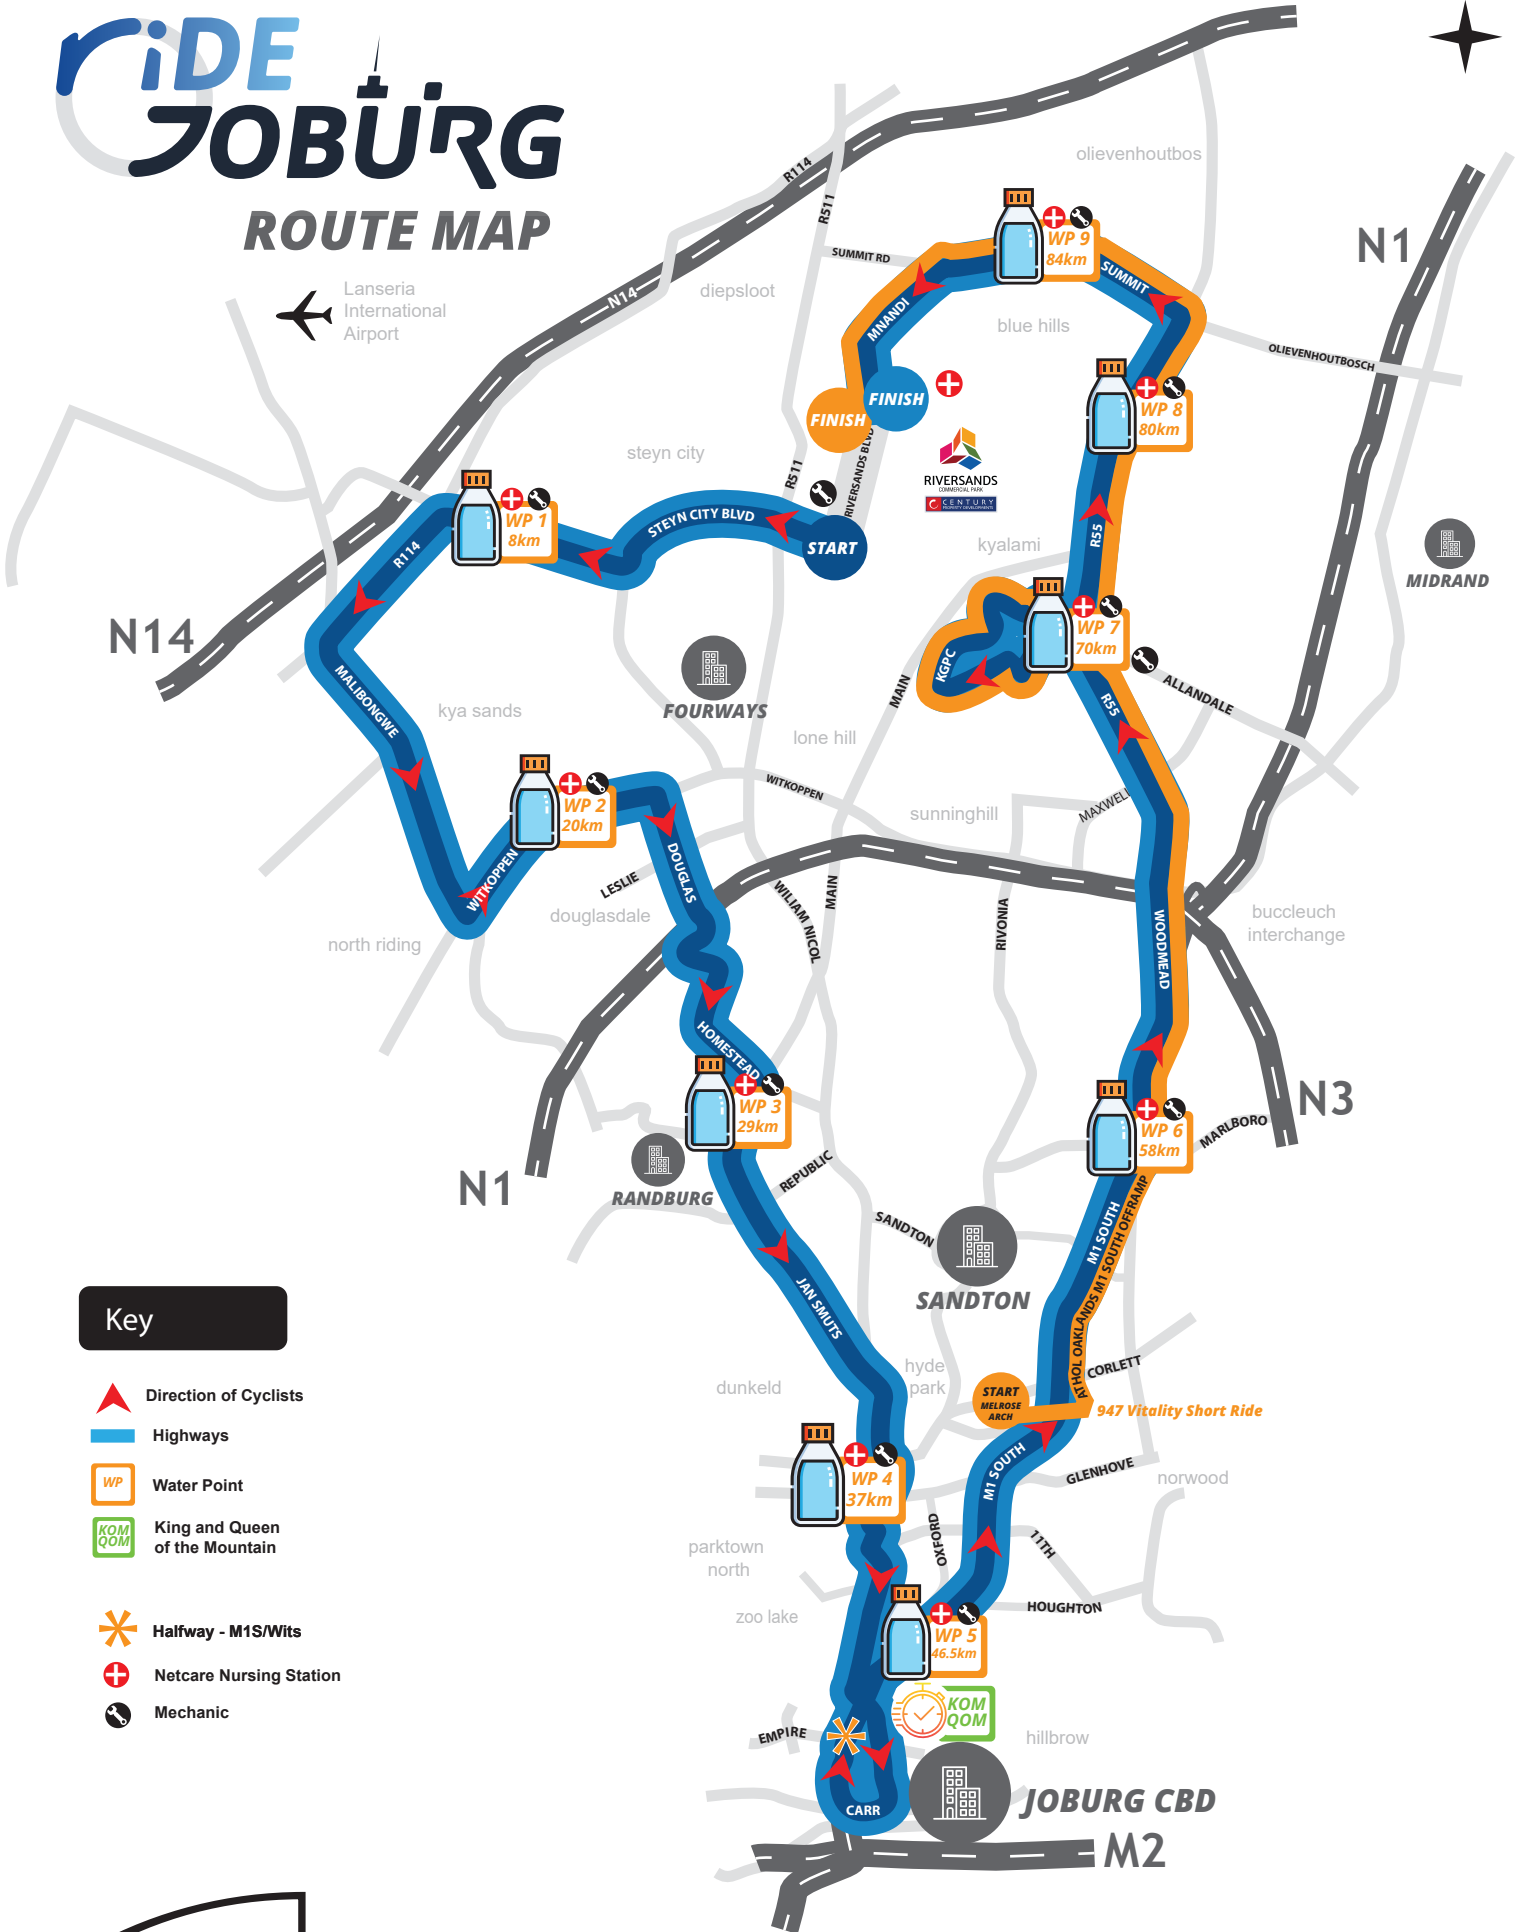 RiDE
JOBURG
ROUTE MAP
Lanseria
International
Airport
R114
R511
SUMMIT RD
olievenhoutbos
N1
N14
diepsloot
WP 9
84km
SUMMIT
MNANDI
blue hills
OLIEVENHOUTBOSCH
FINISH
FINISH
WP 8
80km
steyn city
R511
RIVERSANDS BLVD
RIVERSANDS
COMMERCIAL PARK
CENTURY
PROPERTY DEVELOPMENTS
WP 1
8km
STEYN CITY BLVD
START
R114
R55
kyalami
MIDRAND
N14
WP 7
70km
KGPC
MALIBONGWE
FOURWAYS
MAIN
R55
ALLANDALE
kya sands
lone hill
WITKOPPEN
sunninghill
MAXWELL
WP 2
20km
WITKOPPEN
DOUGLAS
LESLIE
douglasdale
WILIAM NICOL
MAIN
RIVONIA
WOODMEAD
buccleuch
interchange
north riding
HOMESTEAD
WP 3
29km
N3
WP 6
58km
MARLBORO
N1
RANDBURG
REPUBLIC
SANDTON
SANDTON
M1 SOUTH
ATHOL OAKLANDS M1 SOUTH OFFRAMP
JAN SMUTS
Key
hyde
park
dunkeld
CORLETT
START
MELROSE
ARCH
947 Vitality Short Ride
Direction of Cyclists
Highways
WP
Water Point
KOM
QOM
King and Queen
of the Mountain
Halfway - M1S/Wits
Netcare Nursing Station
Mechanic
WP 4
37km
M1 SOUTH
GLENHOVE
norwood
parktown
north
OXFORD
11TH
zoo lake
HOUGHTON
WP 5
46.5km
KOM
QOM
EMPIRE
hillbrow
CARR
JOBURG CBD
M2